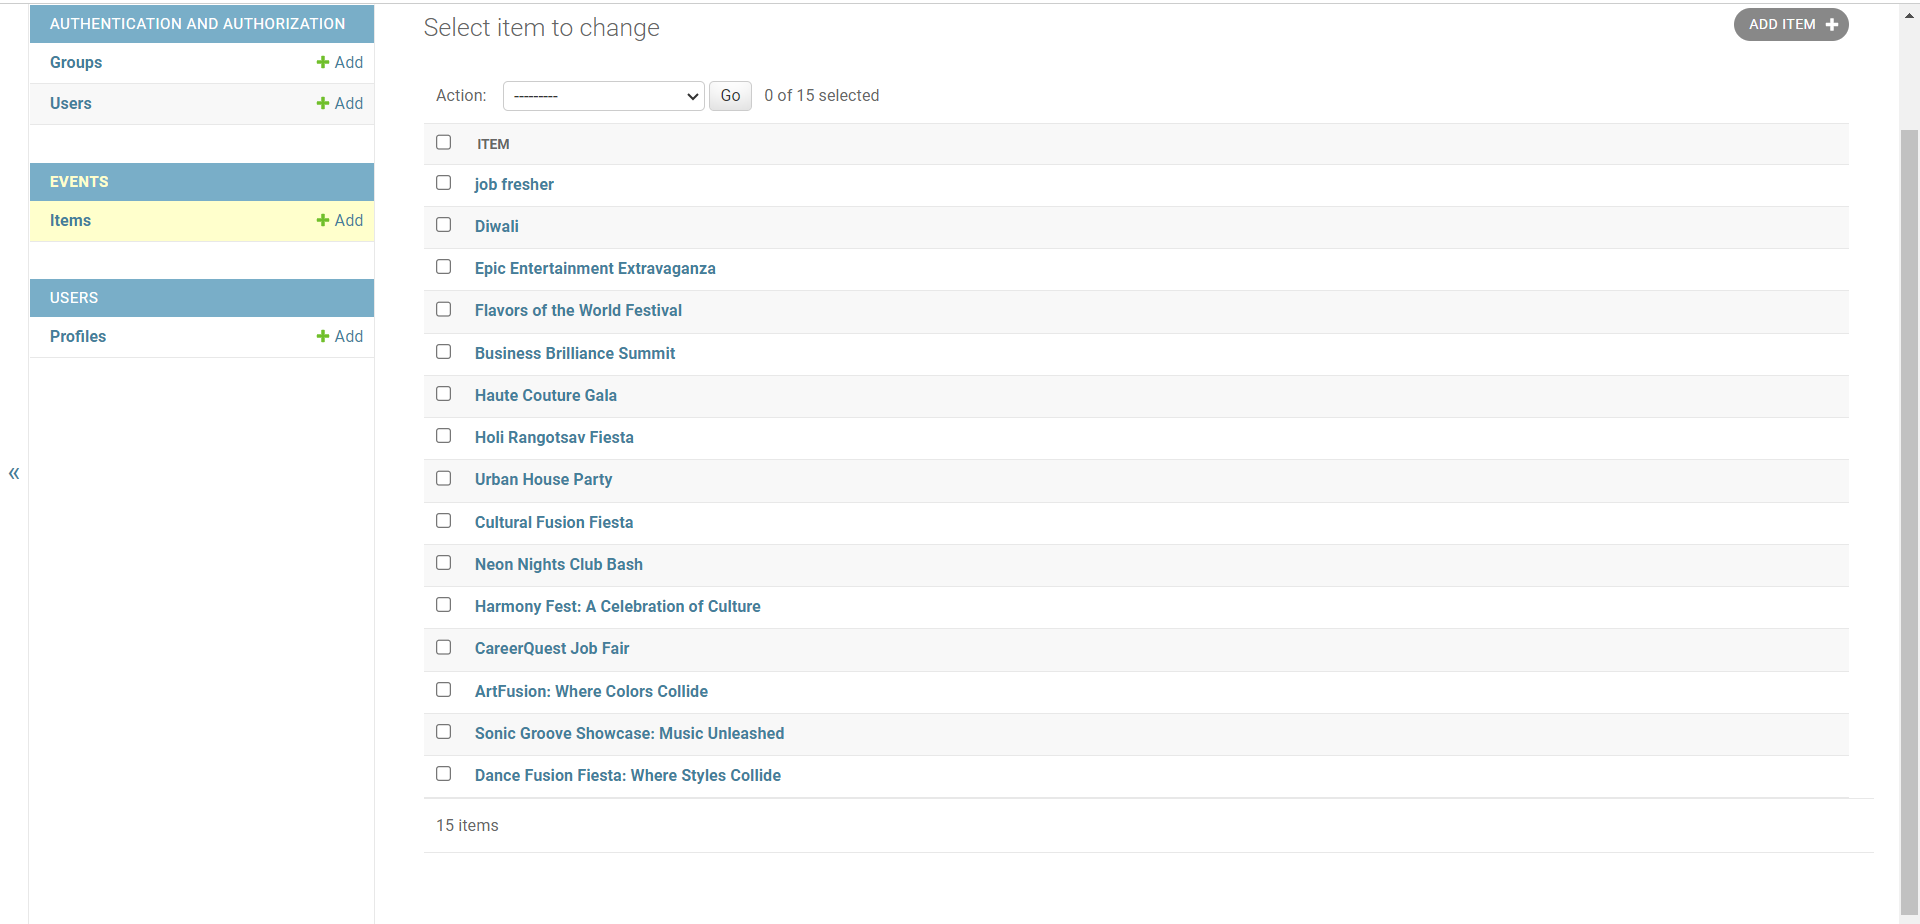 AUTHENTICATION AND AUTHORIZATION
Groups + Add
Users + Add
EVENTS
Items + Add
USERS
Profiles + Add
«
Select item to change
ADD ITEM +
Action: --------- Go 0 of 15 selected
ITEM
job fresher
Diwali
Epic Entertainment Extravaganza
Flavors of the World Festival
Business Brilliance Summit
Haute Couture Gala
Holi Rangotsav Fiesta
Urban House Party
Cultural Fusion Fiesta
Neon Nights Club Bash
Harmony Fest: A Celebration of Culture
CareerQuest Job Fair
ArtFusion: Where Colors Collide
Sonic Groove Showcase: Music Unleashed
Dance Fusion Fiesta: Where Styles Collide
15 items